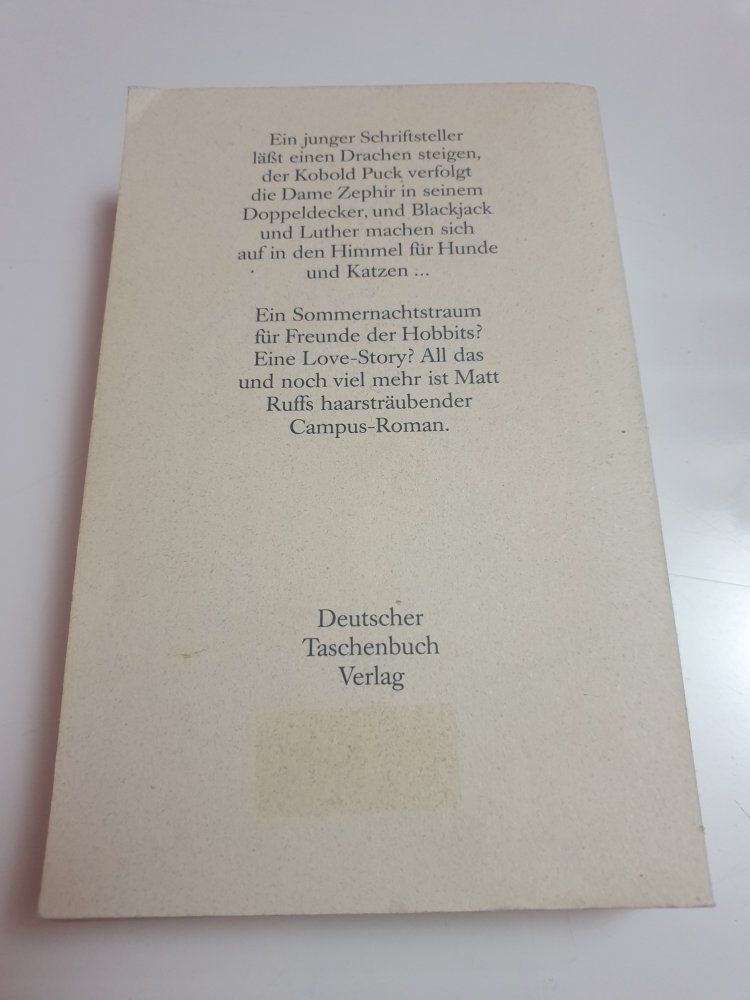 Ein junger Schriftsteller
läßt einen Drachen steigen,
der Kobold Puck verfolgt
die Dame Zephir in seinem
Doppeldecker, und Blackjack
und Luther machen sich
auf in den Himmel für Hunde
und Katzen ...
Ein Sommernachtstraum
für Freunde der Hobbits?
Eine Love-Story? All das
und noch viel mehr ist Matt
Ruffs haarsträubender
Campus-Roman.
Deutscher
Taschenbuch
Verlag